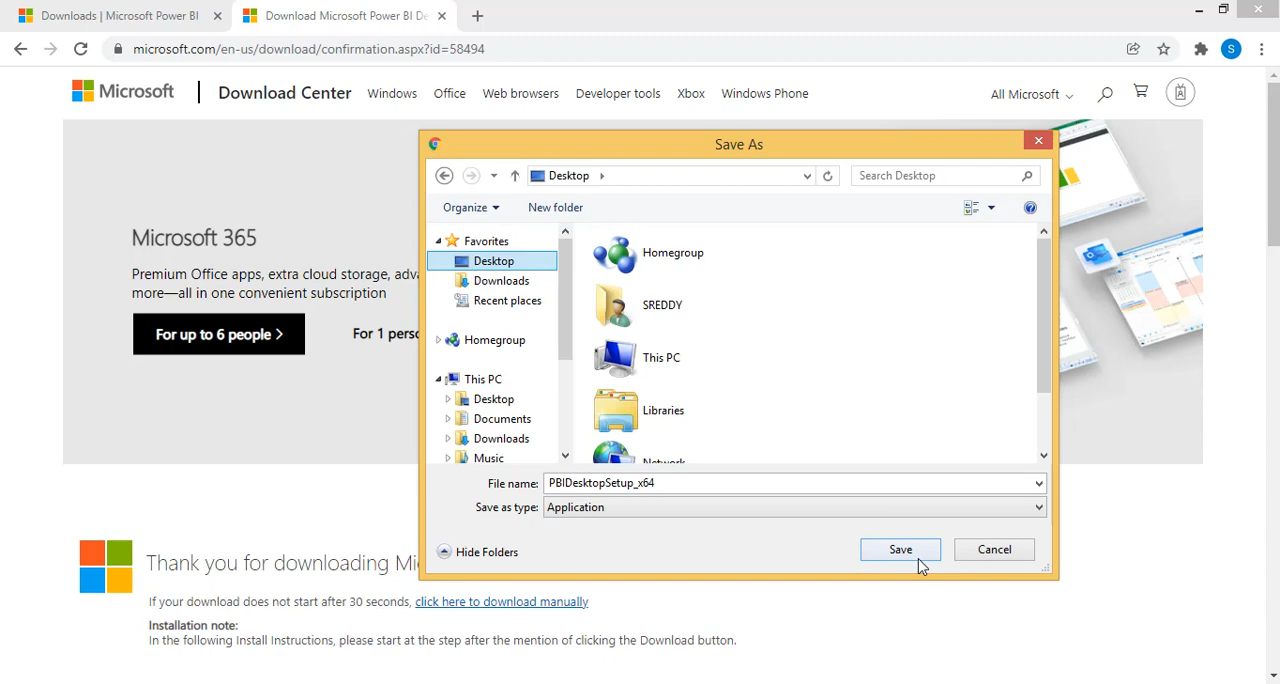 Downloads | Microsoft Power BI
Download Microsoft Power BI De
microsoft.com/en-us/download/confirmation.aspx?id=58494
S
Microsoft
Download Center
Windows
Office
Web browsers
Developer tools
Xbox
Windows Phone
All Microsoft
Microsoft 365
Premium Office apps, extra cloud storage, adva
more—all in one convenient subscription
For up to 6 people >
For 1 perso
Save As
Desktop
Search Desktop
Organize
New folder
Favorites
Desktop
Downloads
Recent places
Homegroup
This PC
Desktop
Documents
Downloads
Music
Homegroup
SREDDY
This PC
Libraries
Network
File name:
PBIDesktopSetup_x64
Save as type:
Application
Hide Folders
Save
Cancel
Thank you for downloading Mi
If your download does not start after 30 seconds, click here to download manually
Installation note:
In the following Install Instructions, please start at the step after the mention of clicking the Download button.